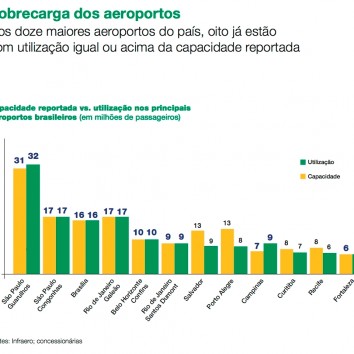 obrecarga dos aeroportos
os doze maiores aeroportos do país, oito já estão
om utilização igual ou acima da capacidade reportada
apacidade reportada vs. utilização nos principais
eroportos brasileiros (em milhões de passageiros)
Utilização
Capacidade
31 32
17 17
16 16
17 17
10 10
9 9
13 9
13 8
7 9
8 7
8 6
6
São Paulo
Guarulhos
São Paulo
Congonhas
Brasília
Rio de Janeiro
Galeão
Belo Horizonte
Confins
Rio de Janeiro
Santos Dumont
Salvador
Porto Alegre
Campinas
Curitiba
Recife
Fortaleza
tes: Infraero; concessionárias